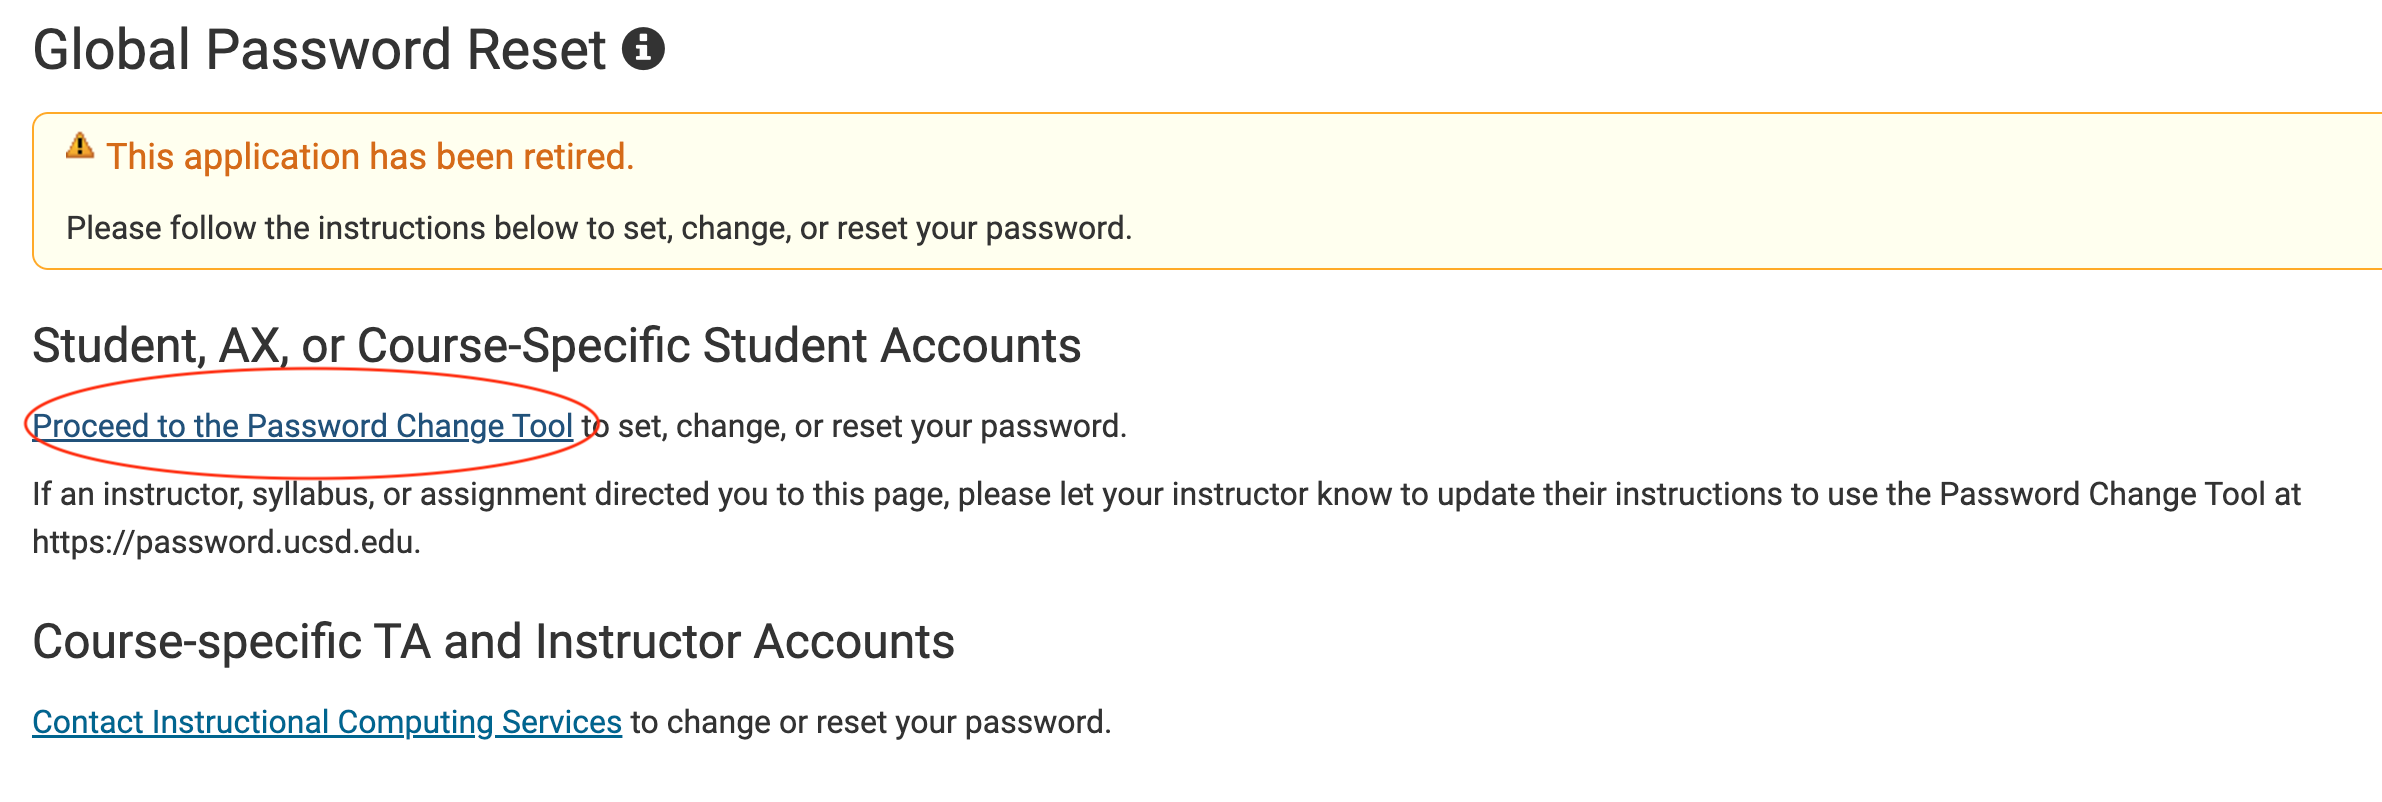 Global Password Reset
This application has been retired.
Please follow the instructions below to set, change, or reset your password.
Student, AX, or Course-Specific Student Accounts
Proceed to the Password Change Tool to set, change, or reset your password.
If an instructor, syllabus, or assignment directed you to this page, please let your instructor know to update their instructions to use the Password Change Tool at
https://password.ucsd.edu.
Course-specific TA and Instructor Accounts
Contact Instructional Computing Services to change or reset your password.